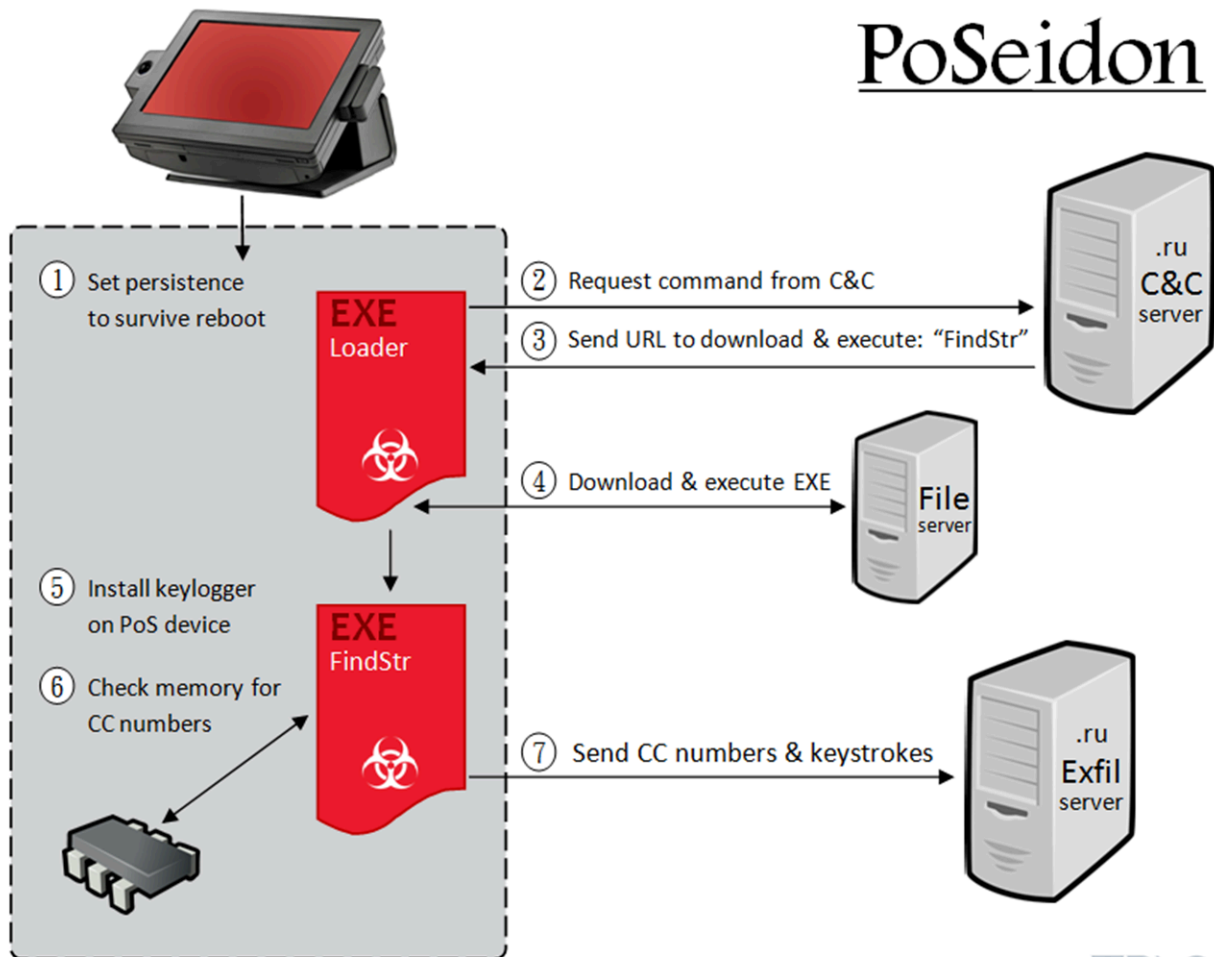 PoSeidon
1 Set persistence
to survive reboot
EXE
Loader
2 Request command from C&C
3 Send URL to download & execute: “FindStr”
.ru
C&C
server
4 Download & execute EXE
File
server
5 Install keylogger
on PoS device
EXE
FindStr
6 Check memory for
CC numbers
7 Send CC numbers & keystrokes
.ru
Exfil
server